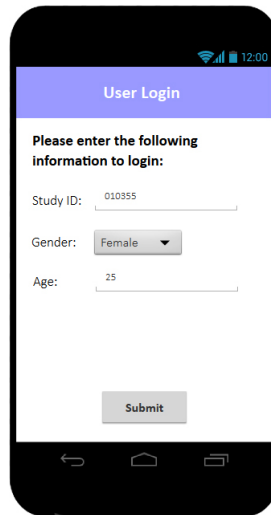 12:00
User Login
Please enter the following
information to login:
Study ID: 010355
Gender: Female
Age: 25
Submit